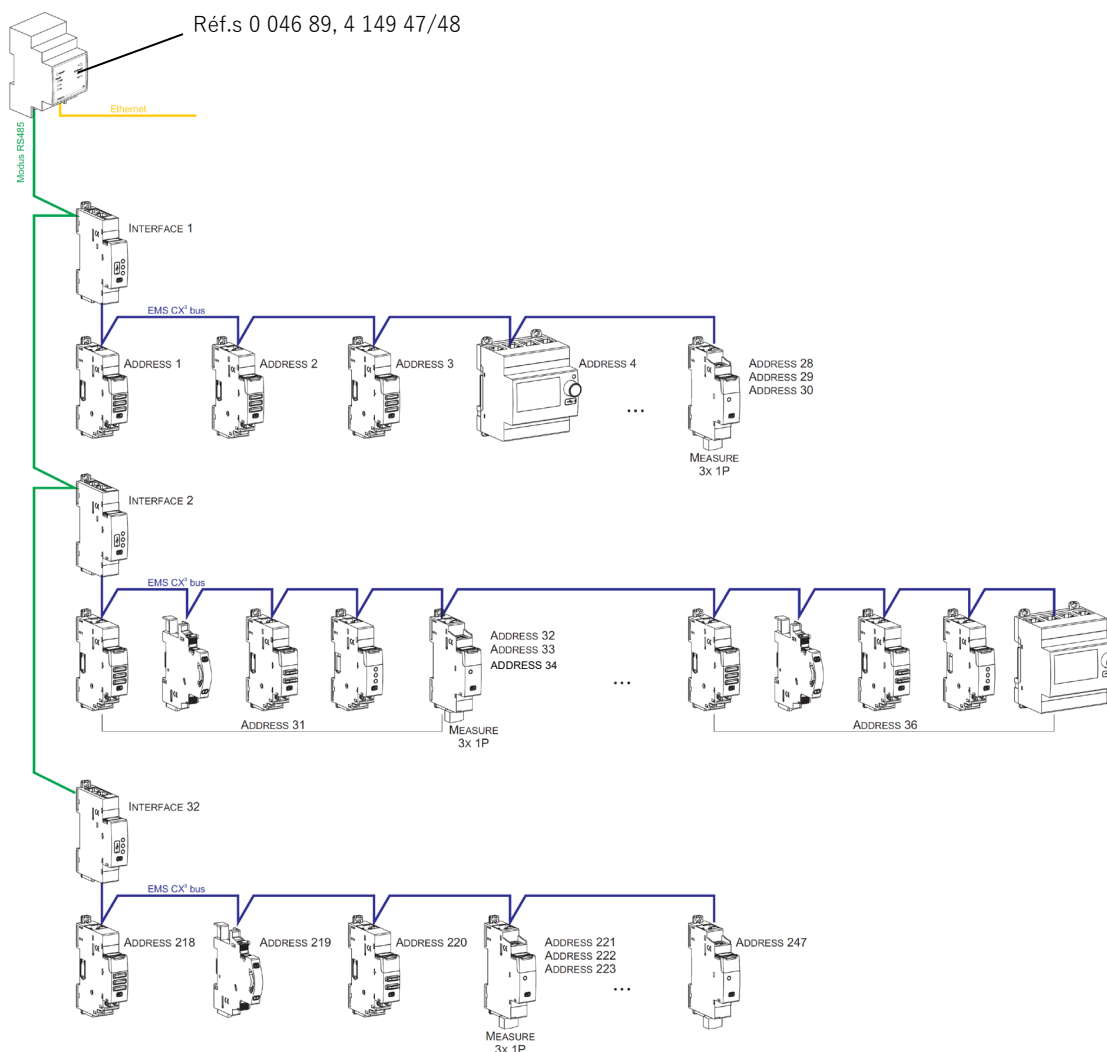 Réf.s 0 046 89, 4 149 47/48
Ethernet
Modus RS485
INTERFACE 1
EMS CX³ bus
ADDRESS 1
ADDRESS 2
ADDRESS 3
ADDRESS 4
...
ADDRESS 28
ADDRESS 29
ADDRESS 30
MEASURE
3X 1P
INTERFACE 2
EMS CX³ bus
ADDRESS 32
ADDRESS 33
ADDRESS 34
...
ADDRESS 31
MEASURE
3X 1P
ADDRESS 36
INTERFACE 32
EMS CX³ bus
ADDRESS 218
ADDRESS 219
ADDRESS 220
ADDRESS 221
ADDRESS 222
ADDRESS 223
...
ADDRESS 247
MEASURE
3X 1P